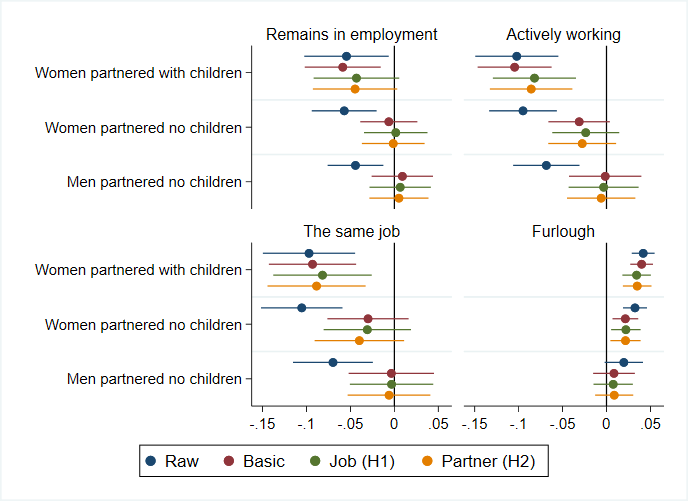 Remains in employment Actively working
Women partnered with children
Women partnered no children
Men partnered no children
The same job Furlough
Women partnered with children
Women partnered no children
Men partnered no children
-.15 -.1 -.05 0 .05 -.15 -.1 -.05 0 .05
Raw Basic Job (H1) Partner (H2)